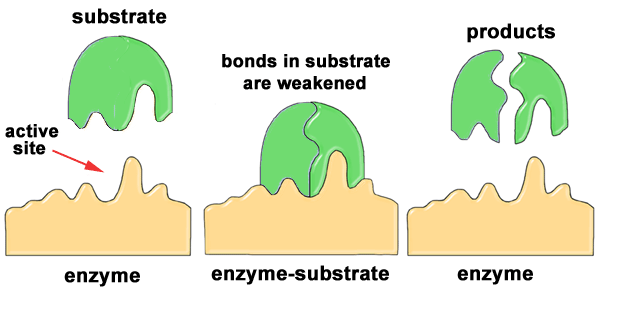 substrate
active
site
enzyme
bonds in substrate
are weakened
enzyme-substrate
products
enzyme